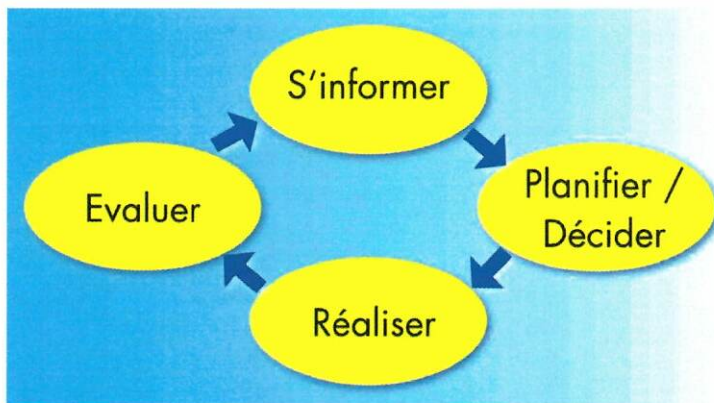 S'informer
Planifier /
Décider
Réaliser
Evaluer